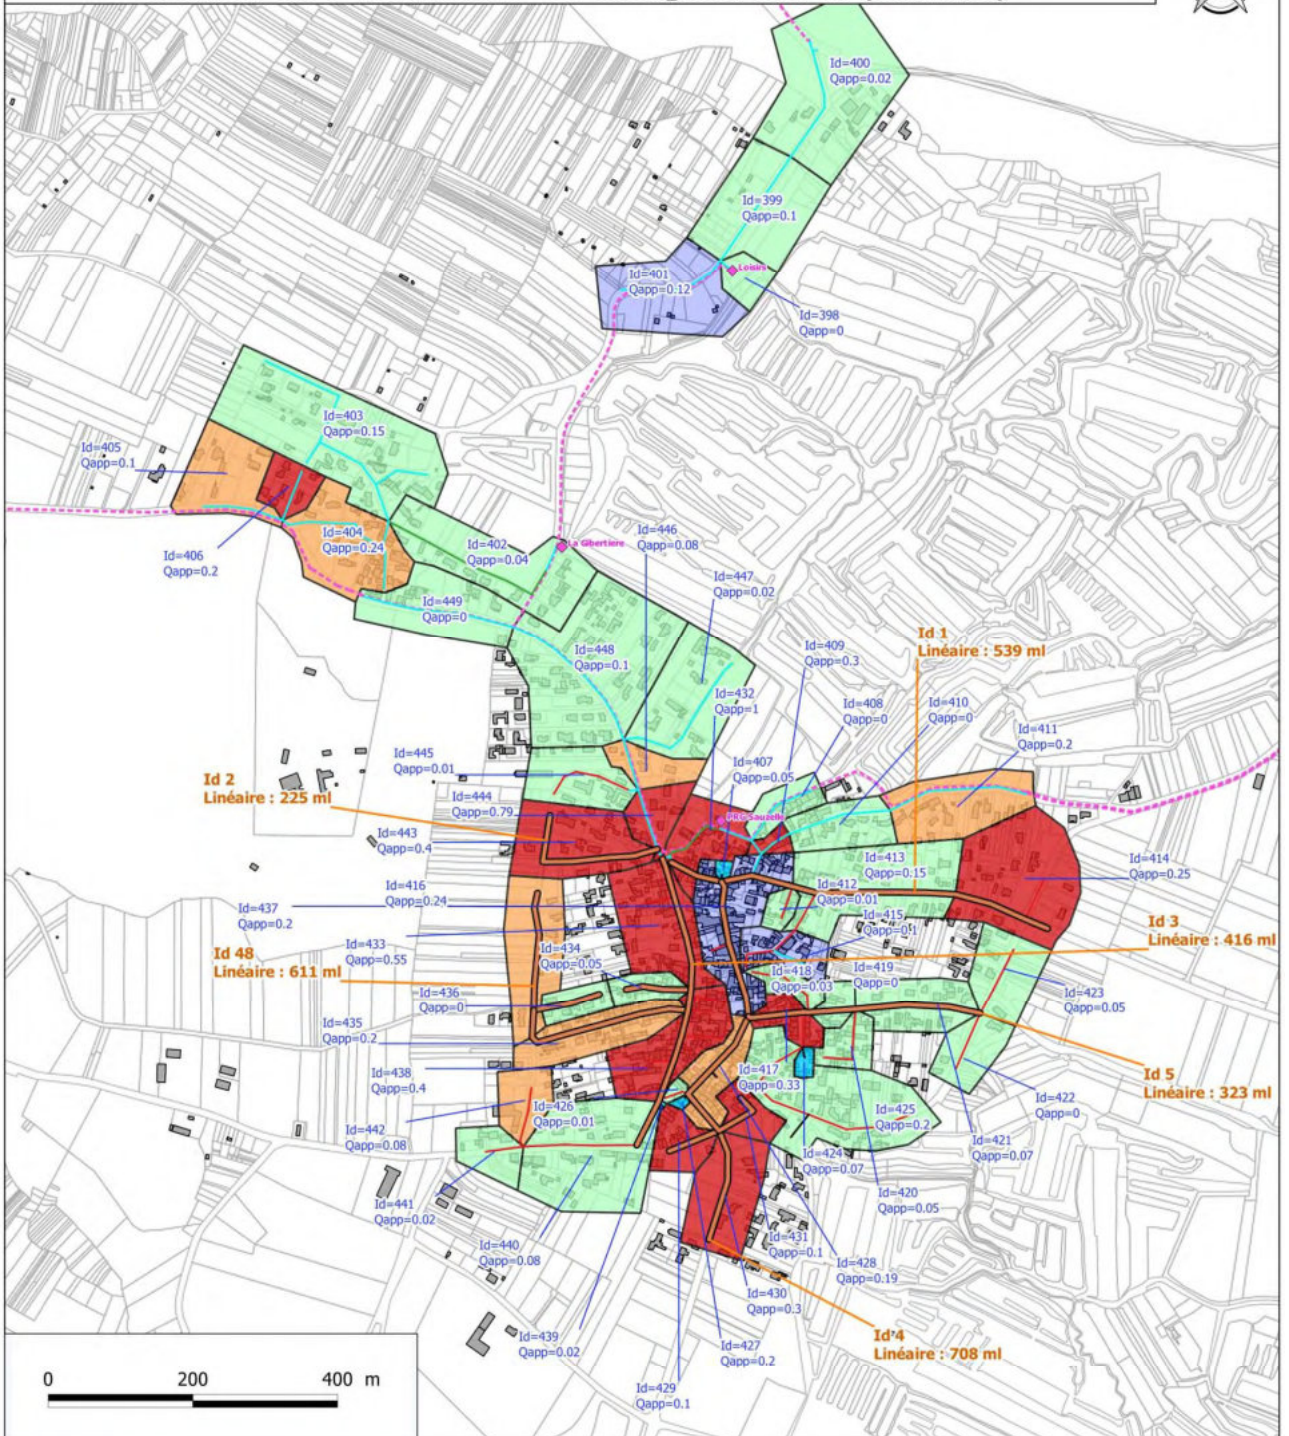 Id=400
Qapp=0.02
Id=399
Qapp=0.1
Loisirs
Id=401
Qapp=0.12
Id=398
Qapp=0
Id=403
Qapp=0.15
Id=405
Qapp=0.1
Id=404
Qapp=0.24
Id=402
Qapp=0.04
La Gibertiere
Id=446
Qapp=0.08
Id=406
Qapp=0.2
Id=447
Qapp=0.02
Id=449
Qapp=0
Id 1
Linéaire : 539 ml
Id=448
Qapp=0.1
Id=409
Qapp=0.3
Id=432
Qapp=1
Id=408
Qapp=0
Id=410
Qapp=0
Id=411
Qapp=0.2
Id=445
Qapp=0.01
Id=407
Qapp=0.05
Id 2
Linéaire : 225 ml
Id=444
Qapp=0.79
PRG Sauzelle
Id=443
Qapp=0.4
Id=413
Qapp=0.15
Id=414
Qapp=0.25
Id=416
Qapp=0.24
Id=412
Qapp=0.01
Id=437
Qapp=0.2
Id=415
Qapp=0.1
Id 3
Linéaire : 416 ml
Id=433
Qapp=0.55
Id=434
Qapp=0.05
Id 48
Linéaire : 611 ml
Id=418
Qapp=0.03
Id=419
Qapp=0
Id=436
Qapp=0
Id=423
Qapp=0.05
Id=435
Qapp=0.2
Id=438
Qapp=0.4
Id=417
Qapp=0.33
Id 5
Linéaire : 323 ml
Id=422
Qapp=0
Id=426
Qapp=0.01
Id=425
Qapp=0.2
Id=442
Qapp=0.08
Id=421
Qapp=0.07
Id=424
Qapp=0.07
Id=420
Qapp=0.05
Id=441
Qapp=0.02
Id=440
Qapp=0.08
Id=431
Qapp=0.1
Id=428
Qapp=0.19
Id=430
Qapp=0.3
Id 4
Linéaire : 708 ml
Id=439
Qapp=0.02
Id=427
Qapp=0.2
Id=429
Qapp=0.1
0 200 400 m